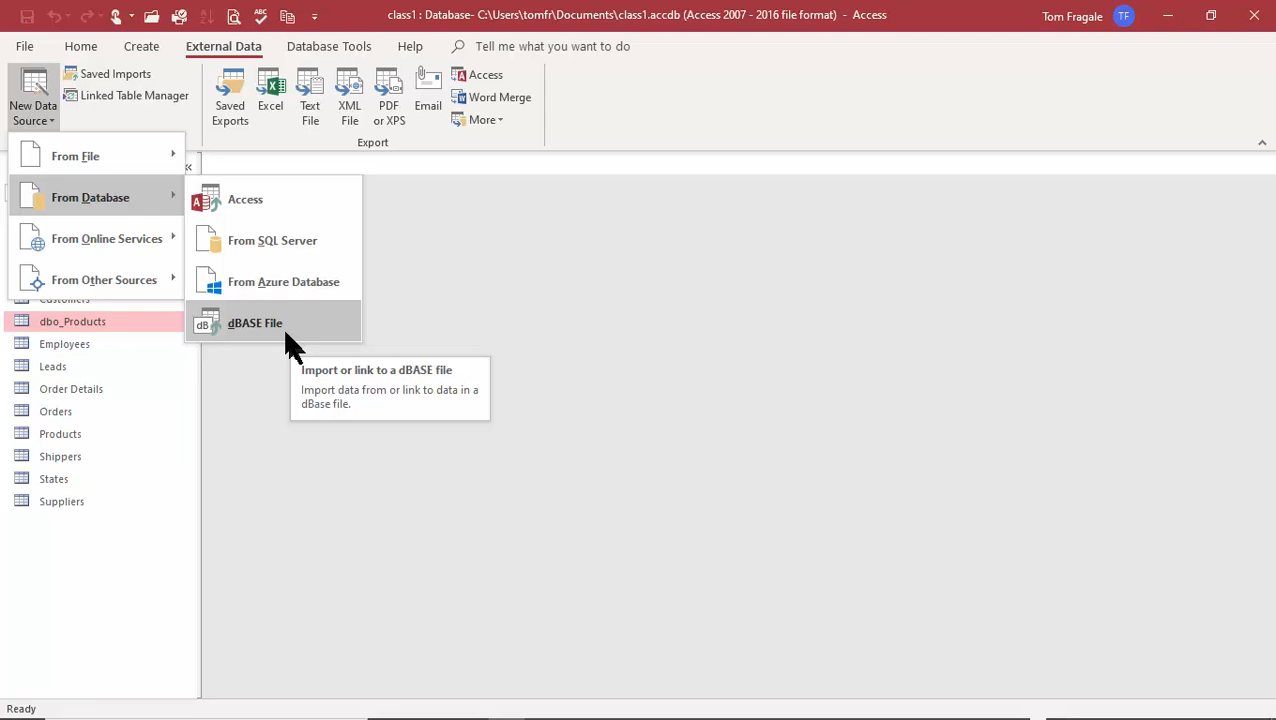 class1 : Database- C:\Users\tomfr\Documents\class1.accdb (Access 2007 - 2016 file format) - Access
Tom Fragale
TF
File
Home
Create
External Data
Database Tools
Help
Tell me what you want to do
New Data
Source
Saved Imports
Linked Table Manager
Saved
Exports
Excel
Text
File
XML
File
PDF
or XPS
Email
Access
Word Merge
More
Export
From File
From Database
From Online Services
From Other Sources
Access
From SQL Server
From Azure Database
dB
dBASE File
Import or link to a dBASE file
Import data from or link to data in a
dBase file.
Customers
dbo_Products
Employees
Leads
Order Details
Orders
Products
Shippers
States
Suppliers
Ready